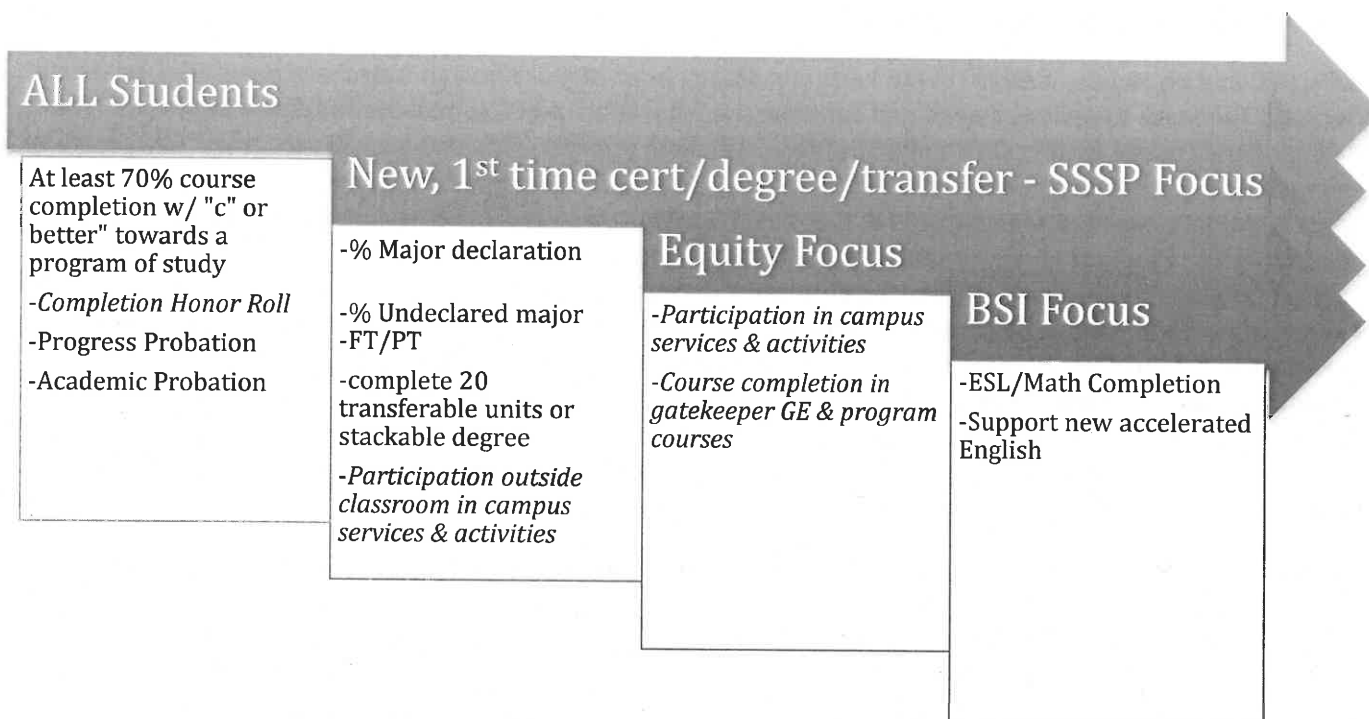 ALL Students
At least 70% course
completion w/ "c" or
better" towards a
program of study
-Completion Honor Roll
-Progress Probation
-Academic Probation
New, 1st time cert/degree/transfer - SSSP Focus
-% Major declaration
-% Undeclared major
-FT/PT
-complete 20
transferable units or
stackable degree
-Participation outside
classroom in campus
services & activities
Equity Focus
-Participation in campus
services & activities
-Course completion in
gatekeeper GE & program
courses
BSI Focus
-ESL/Math Completion
-Support new accelerated
English